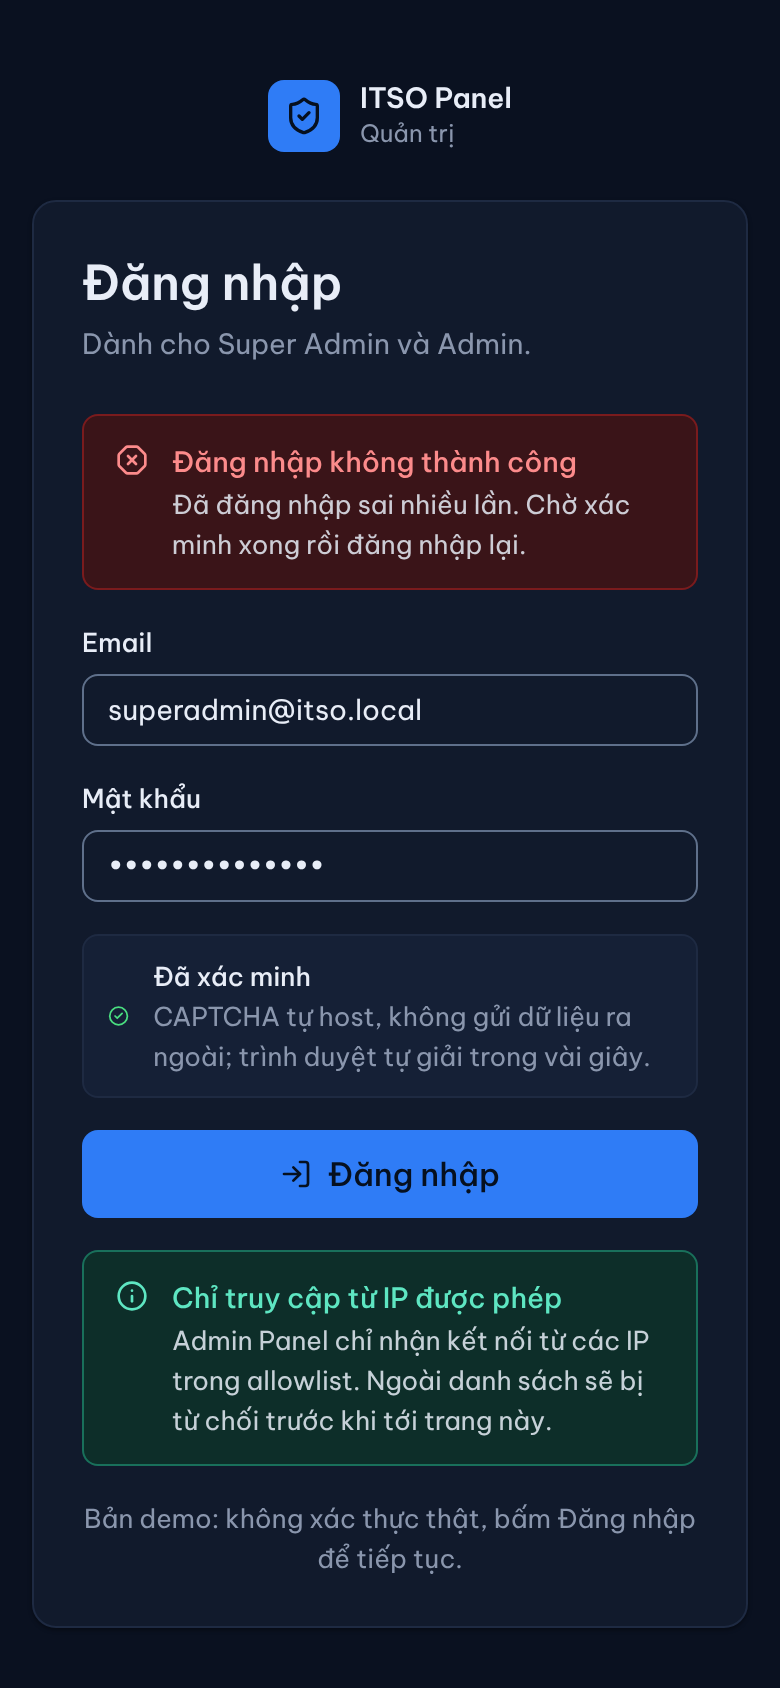 ITSO Panel
Quản trị
Đăng nhập
Dành cho Super Admin và Admin.
Đăng nhập không thành công
Đã đăng nhập sai nhiều lần. Chờ xác
minh xong rồi đăng nhập lại.
Email
superadmin@itso.local
Mật khẩu
••••••••••••••
Đã xác minh
CAPTCHA tự host, không gửi dữ liệu ra
ngoài; trình duyệt tự giải trong vài giây.
Đăng nhập
Chỉ truy cập từ IP được phép
Admin Panel chỉ nhận kết nối từ các IP
trong allowlist. Ngoài danh sách sẽ bị
từ chối trước khi tới trang này.
Bản demo: không xác thực thật, bấm Đăng nhập
để tiếp tục.